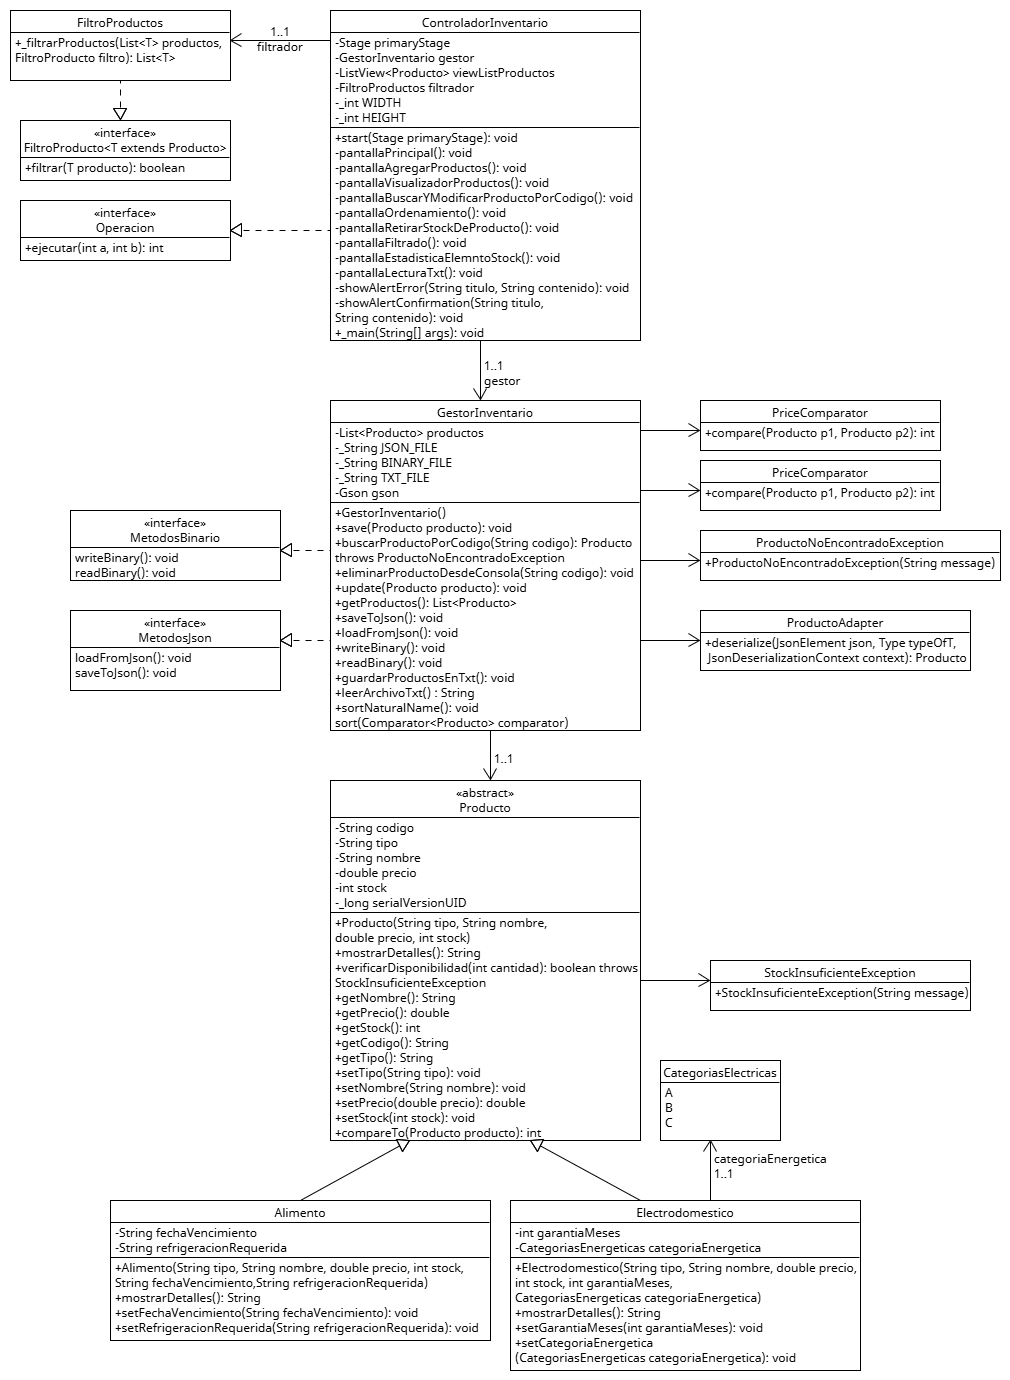 FiltroProductos
+_filtrarProductos(List<T> productos,
FiltroProducto filtro): List<T>
1..1
filtrador
ControladorInventario
-Stage primaryStage
-GestorInventario gestor
-ListView<Producto> viewListProductos
-FiltroProductos filtrador
-_int WIDTH
-_int HEIGHT
+start(Stage primaryStage): void
-pantallaPrincipal(): void
-pantallaAgregarProductos(): void
-pantallaVisualizadorProductos(): void
-pantallaBuscarYModificarProductoPorCodigo(): void
-pantallaOrdenamiento(): void
-pantallaRetirarStockDeProducto(): void
-pantallaFiltrado(): void
-pantallaEstadisticaElemntoStock(): void
-pantallaLecturaTxt(): void
-showAlertError(String titulo, String contenido): void
-showAlertConfirmation(String titulo,
String contenido): void
+_main(String[] args): void
«interface»
FiltroProducto<T extends Producto>
+filtrar(T producto): boolean
«interface»
Operacion
+ejecutar(int a, int b): int
1..1
gestor
GestorInventario
-List<Producto> productos
-_String JSON_FILE
-_String BINARY_FILE
-_String TXT_FILE
-Gson gson
+GestorInventario()
+save(Producto producto): void
+buscarProductoPorCodigo(String codigo): Producto
throws ProductoNoEncontradoException
+eliminarProductoDesdeConsola(String codigo): void
+update(Producto producto): void
+getProductos(): List<Producto>
+saveToJson(): void
+loadFromJson(): void
+writeBinary(): void
+readBinary(): void
+guardarProductosEnTxt(): void
+leerArchivoTxt() : String
+sortNaturalName(): void
sort(Comparator<Producto> comparator)
PriceComparator
+compare(Producto p1, Producto p2): int
PriceComparator
+compare(Producto p1, Producto p2): int
ProductoNoEncontradoException
+ProductoNoEncontradoException(String message)
ProductoAdapter
+deserialize(JsonElement json, Type typeOfT,
JsonDeserializationContext context): Producto
«interface»
MetodosBinario
writeBinary(): void
readBinary(): void
«interface»
MetodosJson
loadFromJson(): void
saveToJson(): void
1..1
«abstract»
Producto
-String codigo
-String tipo
-String nombre
-double precio
-int stock
-_long serialVersionUID
+Producto(String tipo, String nombre,
double precio, int stock)
+mostrarDetalles(): String
+verificarDisponibilidad(int cantidad): boolean throws
StockInsuficienteException
+getNombre(): String
+getPrecio(): double
+getStock(): int
+getCodigo(): String
+getTipo(): String
+setTipo(String tipo): void
+setNombre(String nombre): void
+setPrecio(double precio): double
+setStock(int stock): void
+compareTo(Producto producto): int
StockInsuficienteException
+StockInsuficienteException(String message)
CategoriasElectricas
A
B
C
categoriaEnergetica
1..1
Alimento
-String fechaVencimiento
-String refrigeracionRequerida
+Alimento(String tipo, String nombre, double precio, int stock,
String fechaVencimiento,String refrigeracionRequerida)
+mostrarDetalles(): String
+setFechaVencimiento(String fechaVencimiento): void
+setRefrigeracionRequerida(String refrigeracionRequerida): void
Electrodomestico
-int garantiaMeses
-CategoriasEnergeticas categoriaEnergetica
+Electrodomestico(String tipo, String nombre, double precio,
int stock, int garantiaMeses,
CategoriasEnergeticas categoriaEnergetica)
+mostrarDetalles(): String
+setGarantiaMeses(int garantiaMeses): void
+setCategoriaEnergetica
(CategoriasEnergeticas categoriaEnergetica): void